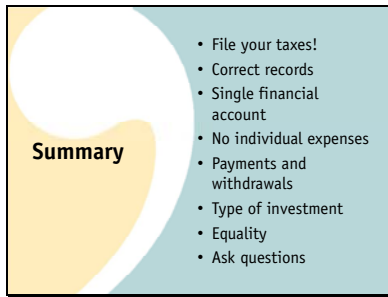 Summary
• File your taxes!
• Correct records
• Single financial
account
• No individual expenses
• Payments and
withdrawals
• Type of investment
• Equality
• Ask questions